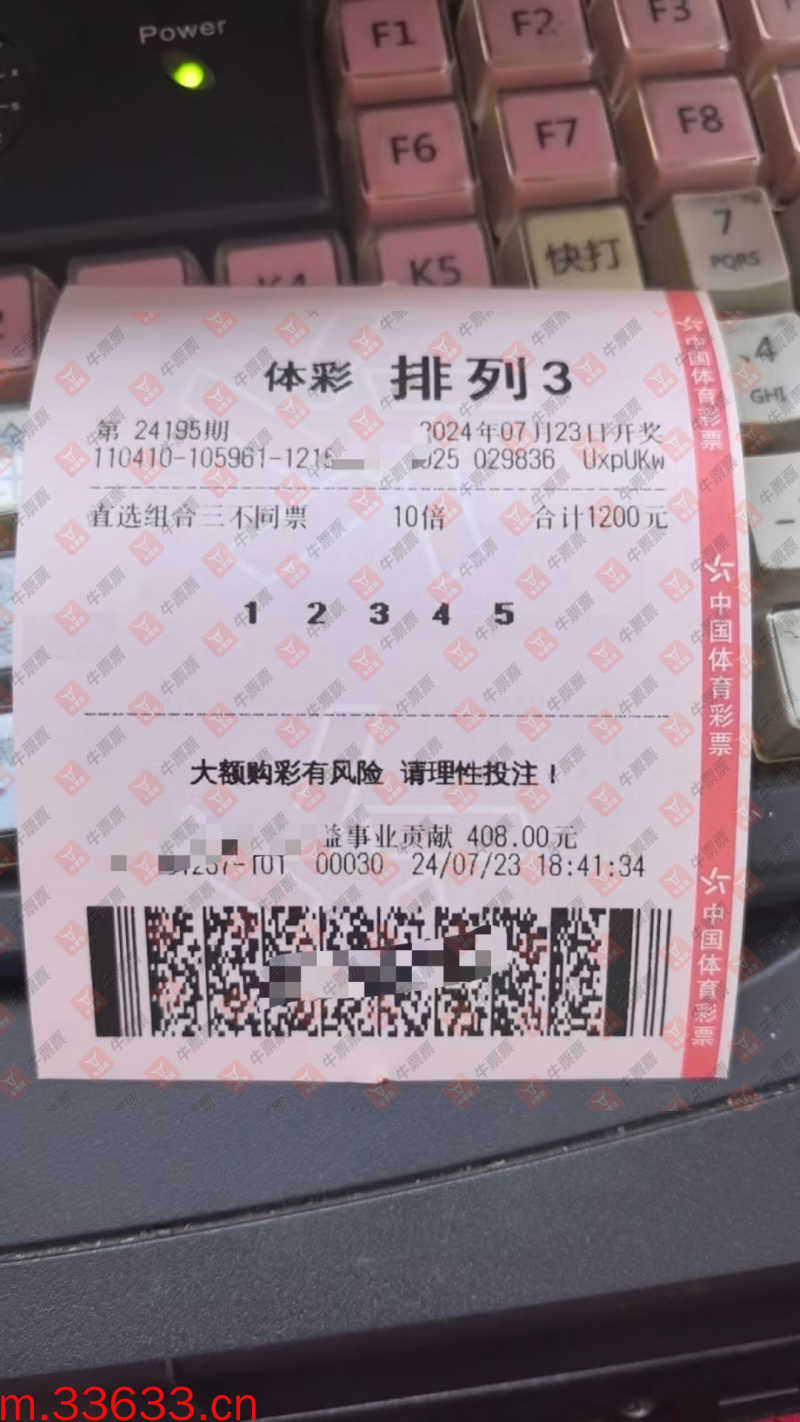 Power
F1 F2 F3
F6 F7 F8
K4 K5 快打 7
PQRS
4
GHI
体彩 排列3
第 24195期 2024年07月23日开奖
110410-105961-1215 025 029836 UxpUKw
直选组合三不同票 10倍 合计1200元
1 2 3 4 5
大额购彩有风险 请理性投注！
益事业贡献 408.00元
-101 00030 24/07/23 18:41:34
中国体育彩票
中国体育彩票
中国体育彩票
牛票票
m.33633.cn